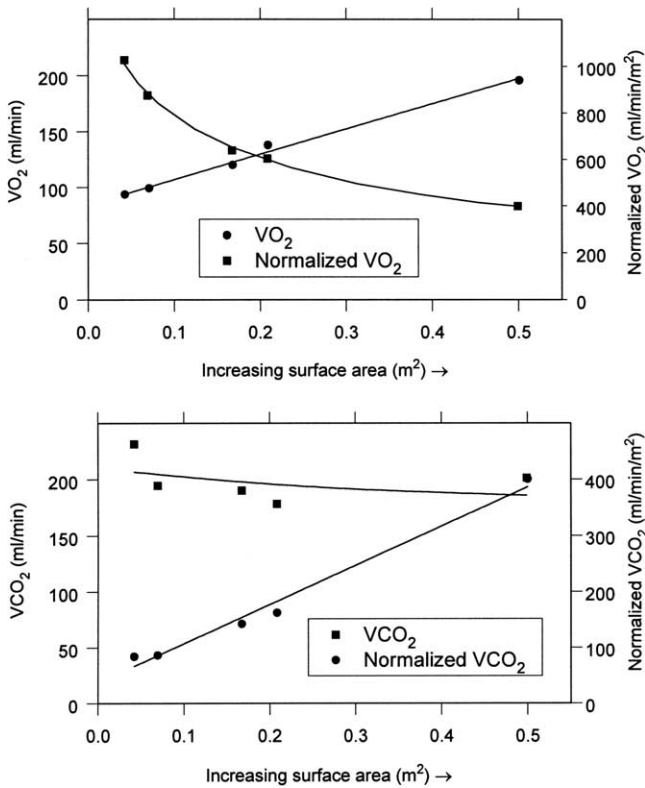 VO2 (ml/min)
200
150
100
50
0
1000
800
600
400
200
0
Normalized VO2 (ml/min/m2)
VO2
Normalized VO2
0.0 0.1 0.2 0.3 0.4 0.5
Increasing surface area (m2) →
VCO2 (ml/min)
200
150
100
50
0
400
300
200
100
0
Normalized VCO2 (ml/min/m2)
VCO2
Normalized VCO2
0.0 0.1 0.2 0.3 0.4 0.5
Increasing surface area (m2) →